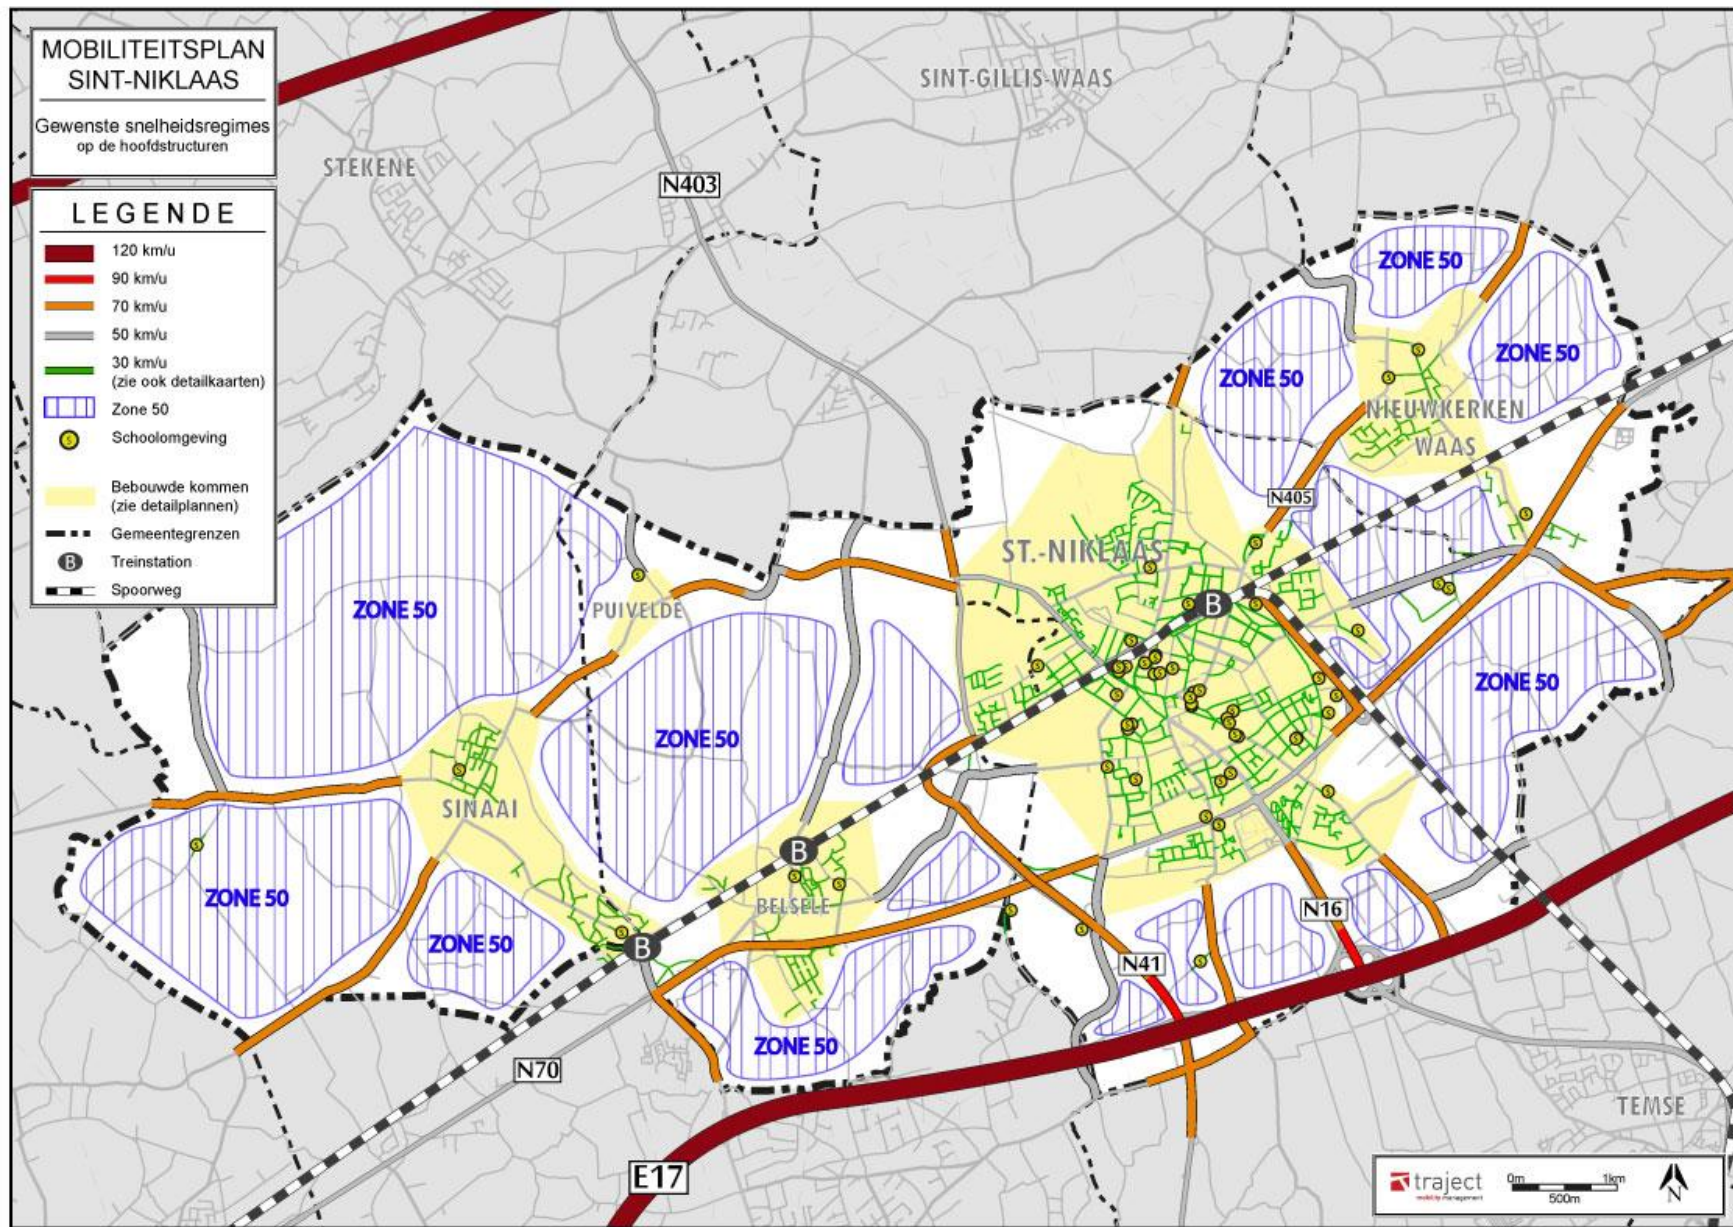 MOBILITEITSPLAN
SINT-NIKLAAS
Gewenste snelheidsregimes
op de hoofdstructuren
LEGENDE
120 km/u
90 km/u
70 km/u
50 km/u
30 km/u
(zie ook detailkaarten)
Zone 50
S
Schoolomgeving
Bebouwde kommen
(zie detailplannen)
Gemeentegrenzen
B
Treinstation
Spoorweg
SINT-GILLIS-WAAS
STEKENE
N403
ZONE 50
ZONE 50
ZONE 50
NIEUWKERKEN
WAAS
N405
ST.-NIKLAAS
B
ZONE 50
PUIVELDE
ZONE 50
ZONE 50
SINAAI
B
ZONE 50
BELSELE
ZONE 50
B
N16
N41
ZONE 50
N70
TEMSE
E17
traject
mobility management
0m
1km
500m
N